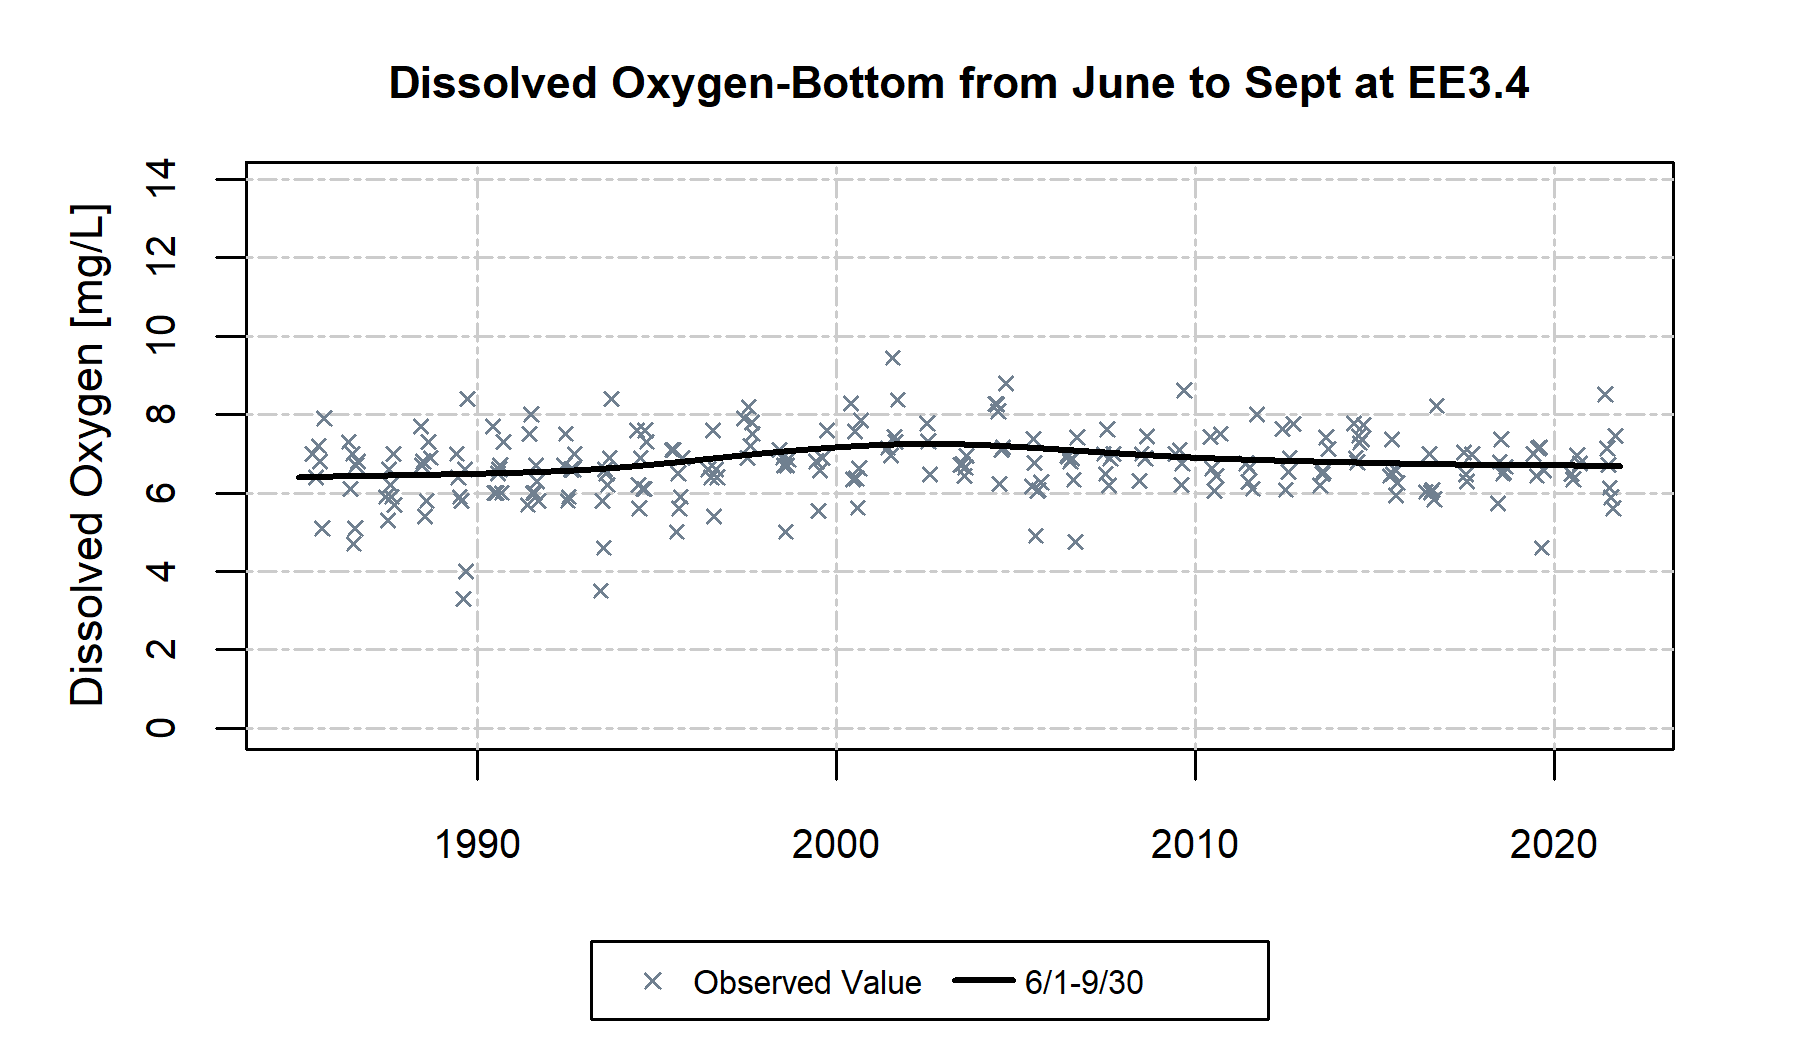 Dissolved Oxygen-Bottom from June to Sept at EE3.4
Dissolved Oxygen [mg/L]
14
12
10
8
6
4
2
0
1990 2000 2010 2020
Observed Value 6/1-9/30